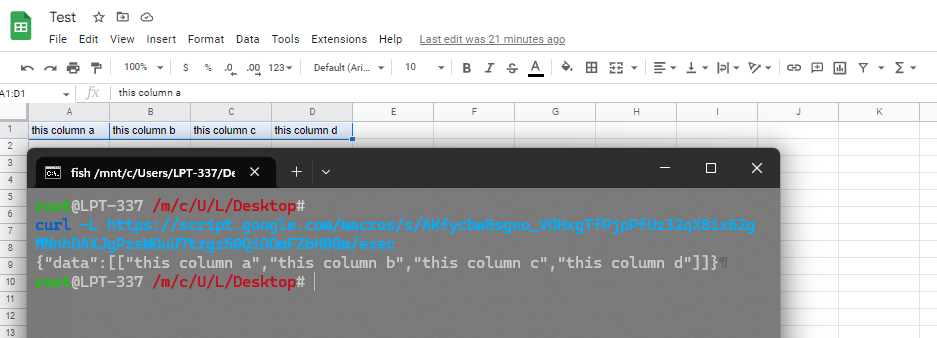 Test
File Edit View Insert Format Data Tools Extensions Help Last edit was 21 minutes ago
100% $ % .0 .00 123 Default (Ari... 10 B I S A
A1:D1 fx this column a
A B C D E F G H I J K
1 this column a this column b this column c this column d
2
3
4
5
6
7
8
9
10
11
12
13
fish /mnt/c/Users/LPT-337/De
root@LPT-337 /m/c/U/L/Desktop#
curl -L https://script.google.com/macros/s/
/exec
{"data":[["this column a","this column b","this column c","this column d"]]}¶
root@LPT-337 /m/c/U/L/Desktop#